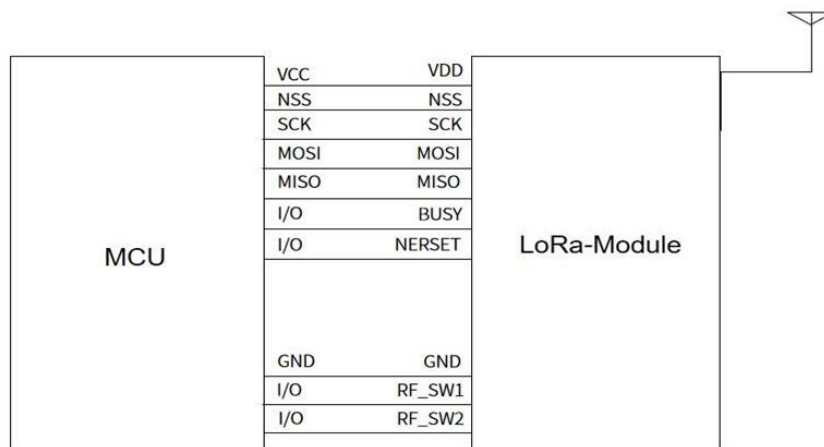 VCC VDD
NSS NSS
SCK SCK
MOSI MOSI
MISO MISO
I/O BUSY
I/O NERSET
MCU LoRa-Module
GND GND
I/O RF_SW1
I/O RF_SW2